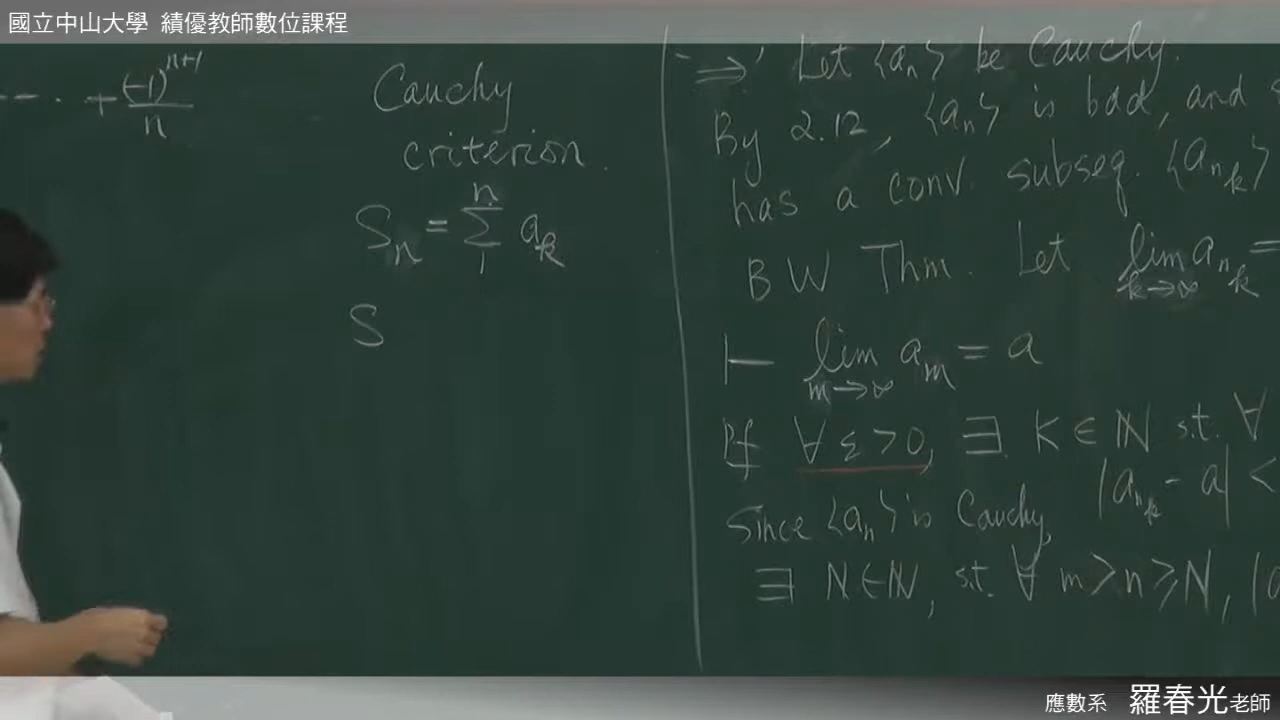 國立中山大學 績優教師數位課程
--- · + (-1)^{n+1} / n
Cauchy
criterion.
S_n = \sum_1^n a_k
S
"⇒" Let <a_n> be Cauchy.
By 2.12, <a_n> is bdd, and
has a conv. subseq. <a_{n_k}>
BW Thm. Let lim_{k→∞} a_{n_k} =
⊢ lim_{m→∞} a_m = a
Pf ∀ ε > 0, ∃ K ∈ ℕ s.t. ∀
|a_{n_k} - a| <
Since <a_n> is Cauchy,
∃ N ∈ ℕ, s.t. ∀ m > n ≥ N, |a
應數系 羅春光老師